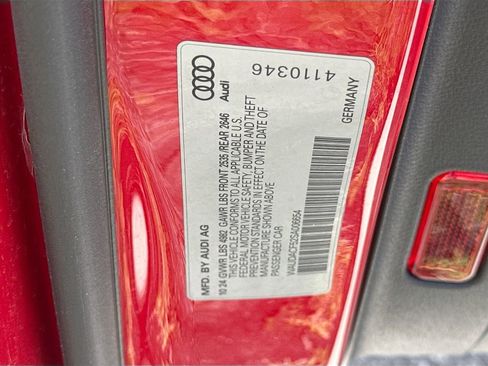 Audi
4110346
MFD. BY AUDI AG
10 24 GVWR LBS 4982 GAWR LBS FRONT 2535 / REAR 2646
THIS VEHICLE CONFORMS TO ALL APPLICABLE U.S.
FEDERAL MOTOR VEHICLE SAFETY, BUMPER AND THEFT
PREVENTION STANDARDS IN EFFECT ON THE DATE OF
MANUFACTURE SHOWN ABOVE
PASSENGER CAR
WAUDACF53SA006654
GERMANY